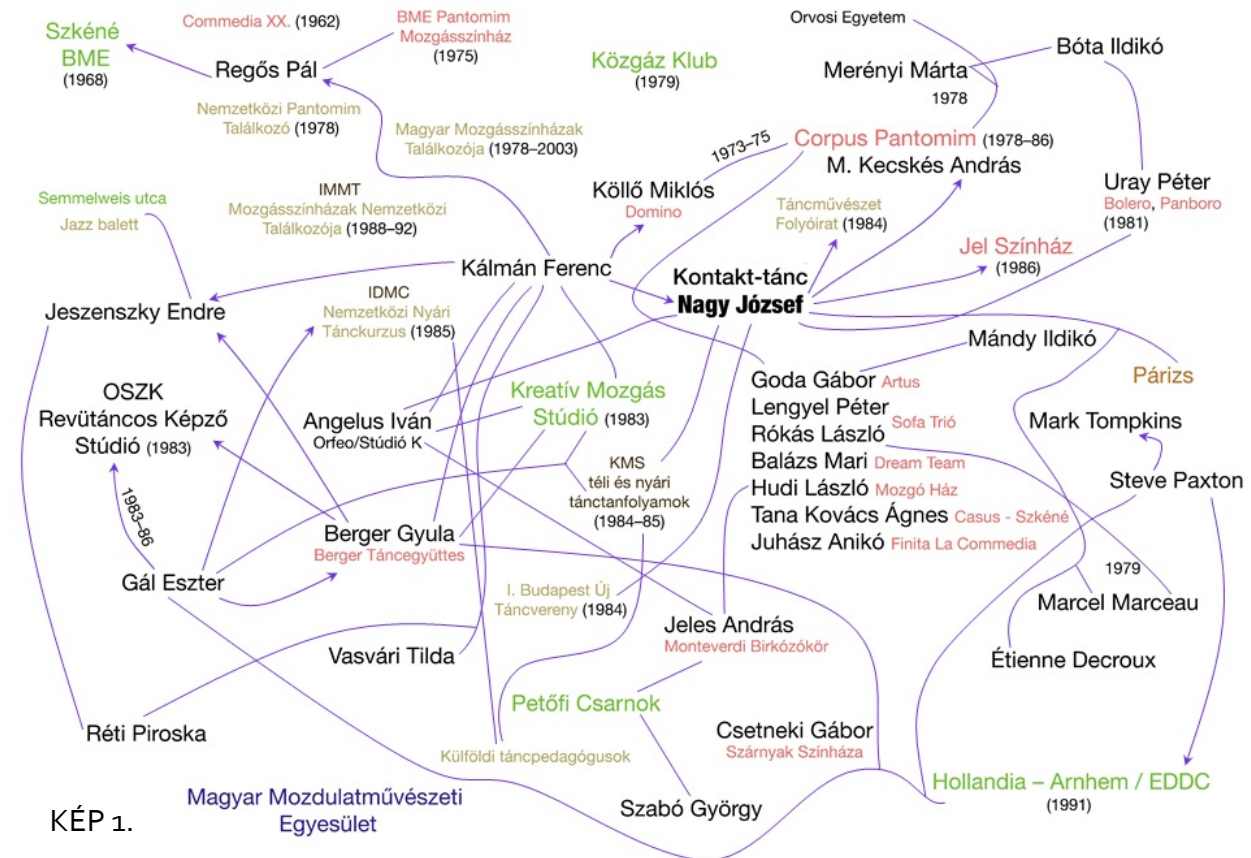 Szkéné
BME
(1968)
Commedia XX. (1962)
BME Pantomim
Mozgásszínház
(1975)
Regős Pál
Közgáz Klub
(1979)
Orvosi Egyetem
Merényi Márta
1978
Bóta Ildikó
Nemzetközi Pantomim
Találkozó (1978)
Magyar Mozgásszínházak
Találkozója (1978–2003)
1973–75
Corpus Pantomim (1978–86)
M. Kecskés András
Semmelweis utca
Jazz balett
IMMT
Mozgásszínházak Nemzetközi
Találkozója (1988–92)
Köllő Miklós
Domino
Táncművészet
Folyóirat (1984)
Uray Péter
Bolero, Panboro
(1981)
Jel Színház
(1986)
Kálmán Ferenc
Kontakt-tánc
Nagy József
Jeszenszky Endre
IDMC
Nemzetközi Nyári
Tánckurzus (1985)
Mándy Ildikó
Párizs
OSZK
Revütáncos Képző
Stúdió (1983)
Angelus Iván
Orfeo/Stúdió K
Kreatív Mozgás
Stúdió (1983)
Goda Gábor Artus
Lengyel Péter
Sofa Trió
Rókás László
Balázs Mari Dream Team
Hudi László Mozgó Ház
Tana Kovács Ágnes Casus - Szkéné
Juhász Anikó Finita La Commedia
Mark Tompkins
Steve Paxton
KMS
téli és nyári
tánctanfolyamok
(1984–85)
1983–86
Berger Gyula
Berger Táncegyüttes
Gál Eszter
I. Budapest Új
Táncvereny (1984)
1979
Marcel Marceau
Jeles András
Monteverdi Birkózókör
Étienne Decroux
Vasvári Tilda
Petőfi Csarnok
Réti Piroska
Csetneki Gábor
Szárnyak Színháza
Külföldi táncpedagógusok
Hollandia – Arnhem / EDDC
(1991)
Magyar Mozdulatművészeti
Egyesület
Szabó György
KÉP 1.